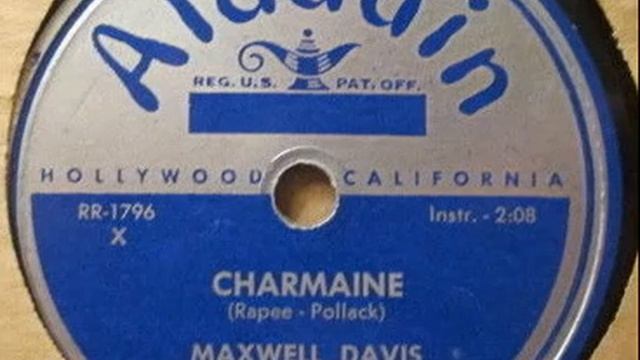 Aladdin
REG. U.S. PAT. OFF.
HOLLYWOOD CALIFORNIA
RR-1796 Instr. - 2:08
X
CHARMAINE
(Rapee - Pollack)
MAXWELL DAVIS